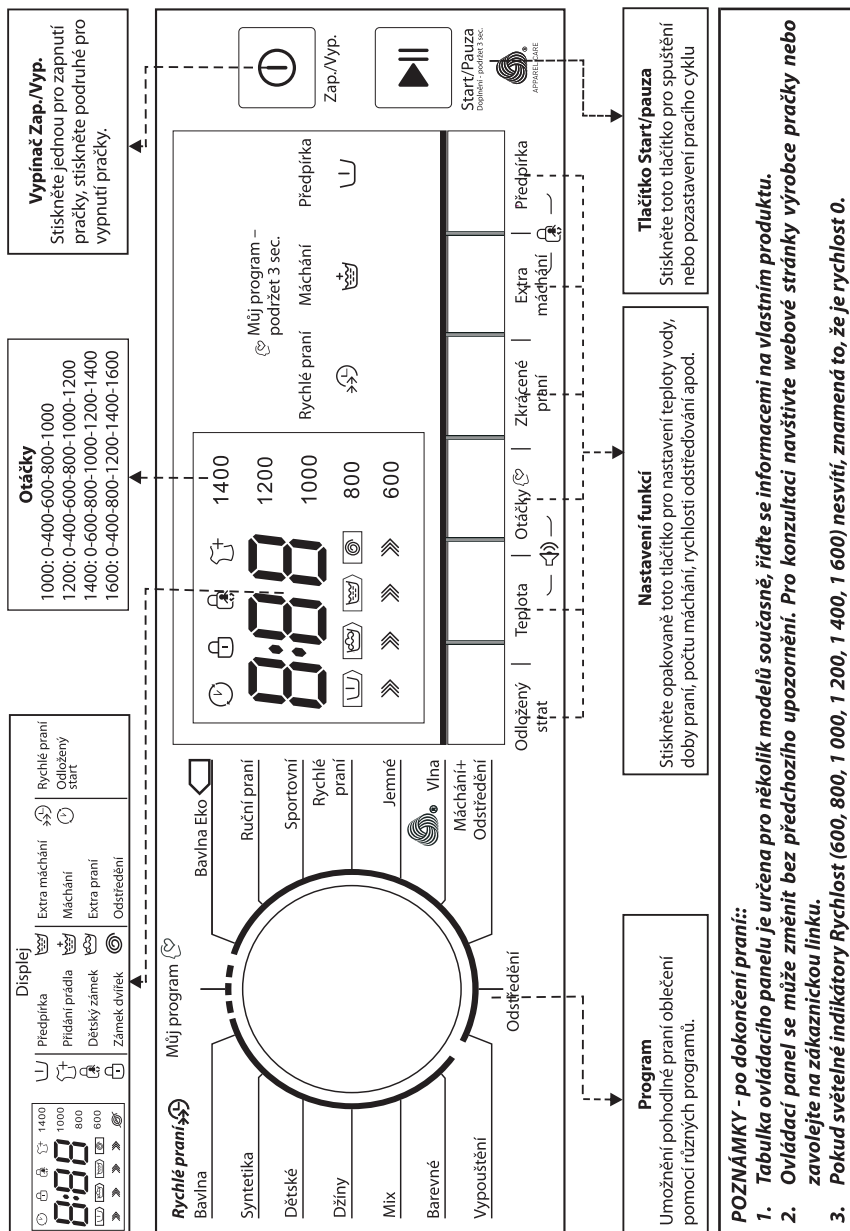 Displej
1400
1000
800
600
8:88
Předpírka
Přidání prádla
Dětský zámek
Zámek dvířek
Extra máchání
Máchání
Extra praní
Odstředění
Rychlé praní
Odložený
start
Otáčky
1000: 0-400-600-800-1000
1200: 0-400-600-800-1000-1200
1400: 0-600-800-1000-1200-1400
1600: 0-400-800-1200-1400-1600
Vypínač Zap./Vyp.
Stiskněte jednou pro zapnutí
pračky, stiskněte podruhé pro
vypnutí pračky.
Rychlé praní
Bavlna
Syntetika
Dětské
Džíny
Mix
Barevné
Vypouštění
Můj program
Bavlna Eko
Ruční praní
Sportovní
Rychlé
praní
Jemné
Vlna
Máchání+
Odstředění
Odstředění
8:88
1400
1200
1000
800
600
Můj program –
podržet 3 sec.
Rychlé praní
Máchání
Předpírka
Odložený
strat
Teplota
Otáčky
Zkrácené
praní
Extra
máchání
Předpírka
Zap./Vyp.
Start/Pauza
Doplnění - podržet 3 sec.
APPAREL CARE
Program
Umožnění pohodlné praní oblečení
pomocí různých programů.
Nastavení funkcí
Stiskněte opakované toto tlačítko pro nastavení teploty vody,
doby praní, počtu máchání, rychlosti odstřeďování apod.
Tlačítko Start/pauza
Stiskněte toto tlačítko pro spuštění
nebo pozastavení pracího cyklu
POZNÁMKY - po dokončení praní::
1. Tabulka ovládacího panelu je určena pro několik modelů současně, řiďte se informacemi na vlastním produktu.
2. Ovládací panel se může změnit bez předchozího upozornění. Pro konzultaci navštivte webové stránky výrobce pračky nebo
zavolejte na zákaznickou linku.
3. Pokud světelné indikátory Rychlost (600, 800, 1 000, 1 200, 1 400, 1 600) nesvítí, znamená to, že je rychlost 0.